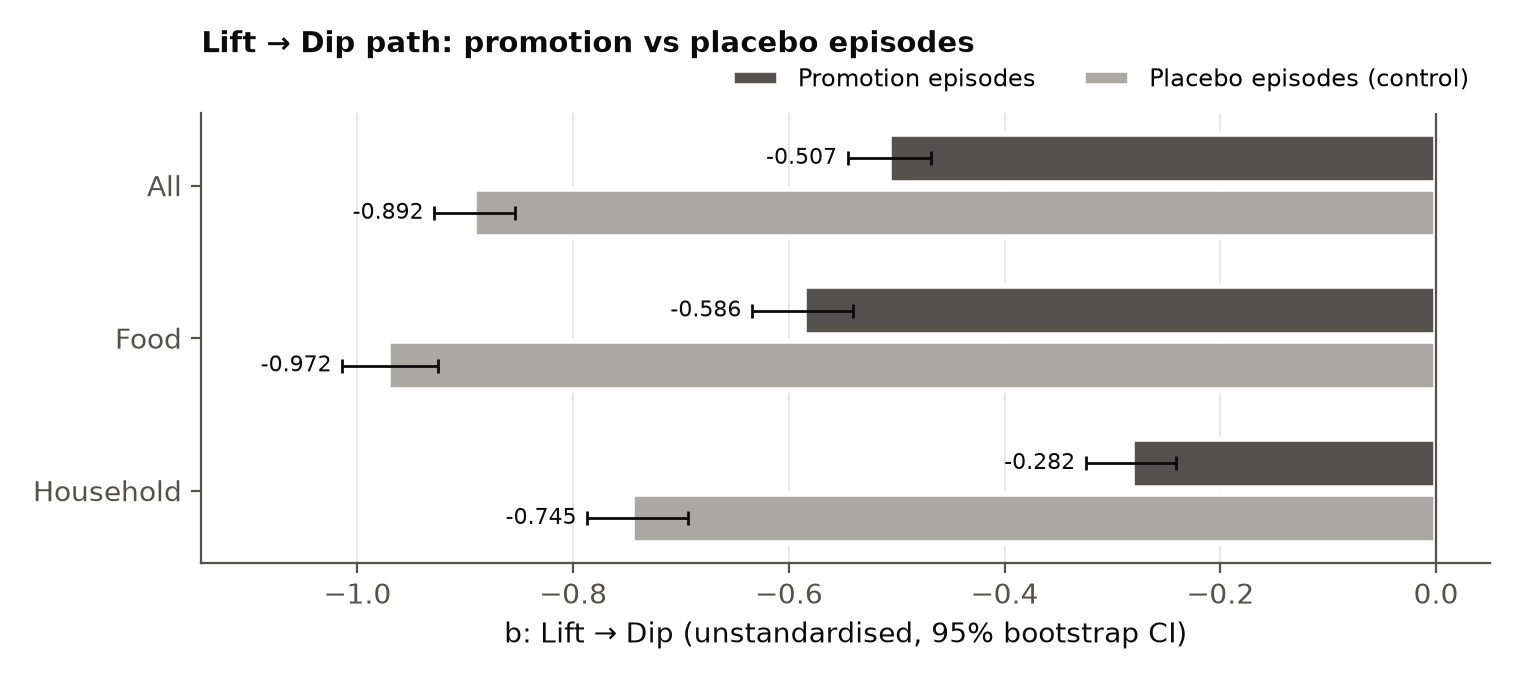 Lift → Dip path: promotion vs placebo episodes
Promotion episodes Placebo episodes (control)
All
-0.507
-0.892
Food
-0.586
-0.972
Household
-0.282
-0.745
−1.0 −0.8 −0.6 −0.4 −0.2 0.0
b: Lift → Dip (unstandardised, 95% bootstrap CI)